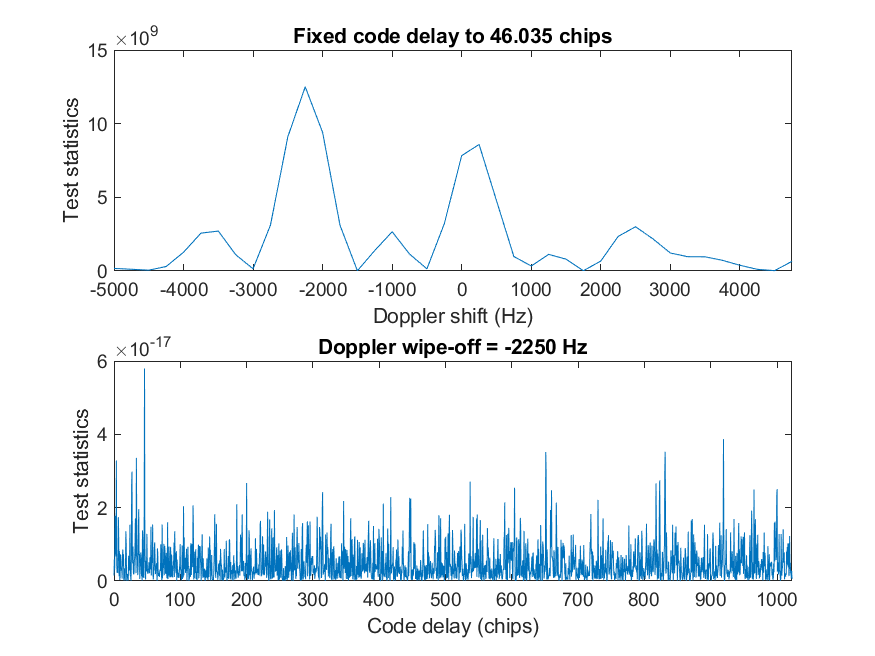 ×10^9
Fixed code delay to 46.035 chips
15
10
5
0
Test statistics
-5000 -4000 -3000 -2000 -1000 0 1000 2000 3000 4000
Doppler shift (Hz)
×10^-17
Doppler wipe-off = -2250 Hz
6
4
2
0
Test statistics
0 100 200 300 400 500 600 700 800 900 1000
Code delay (chips)